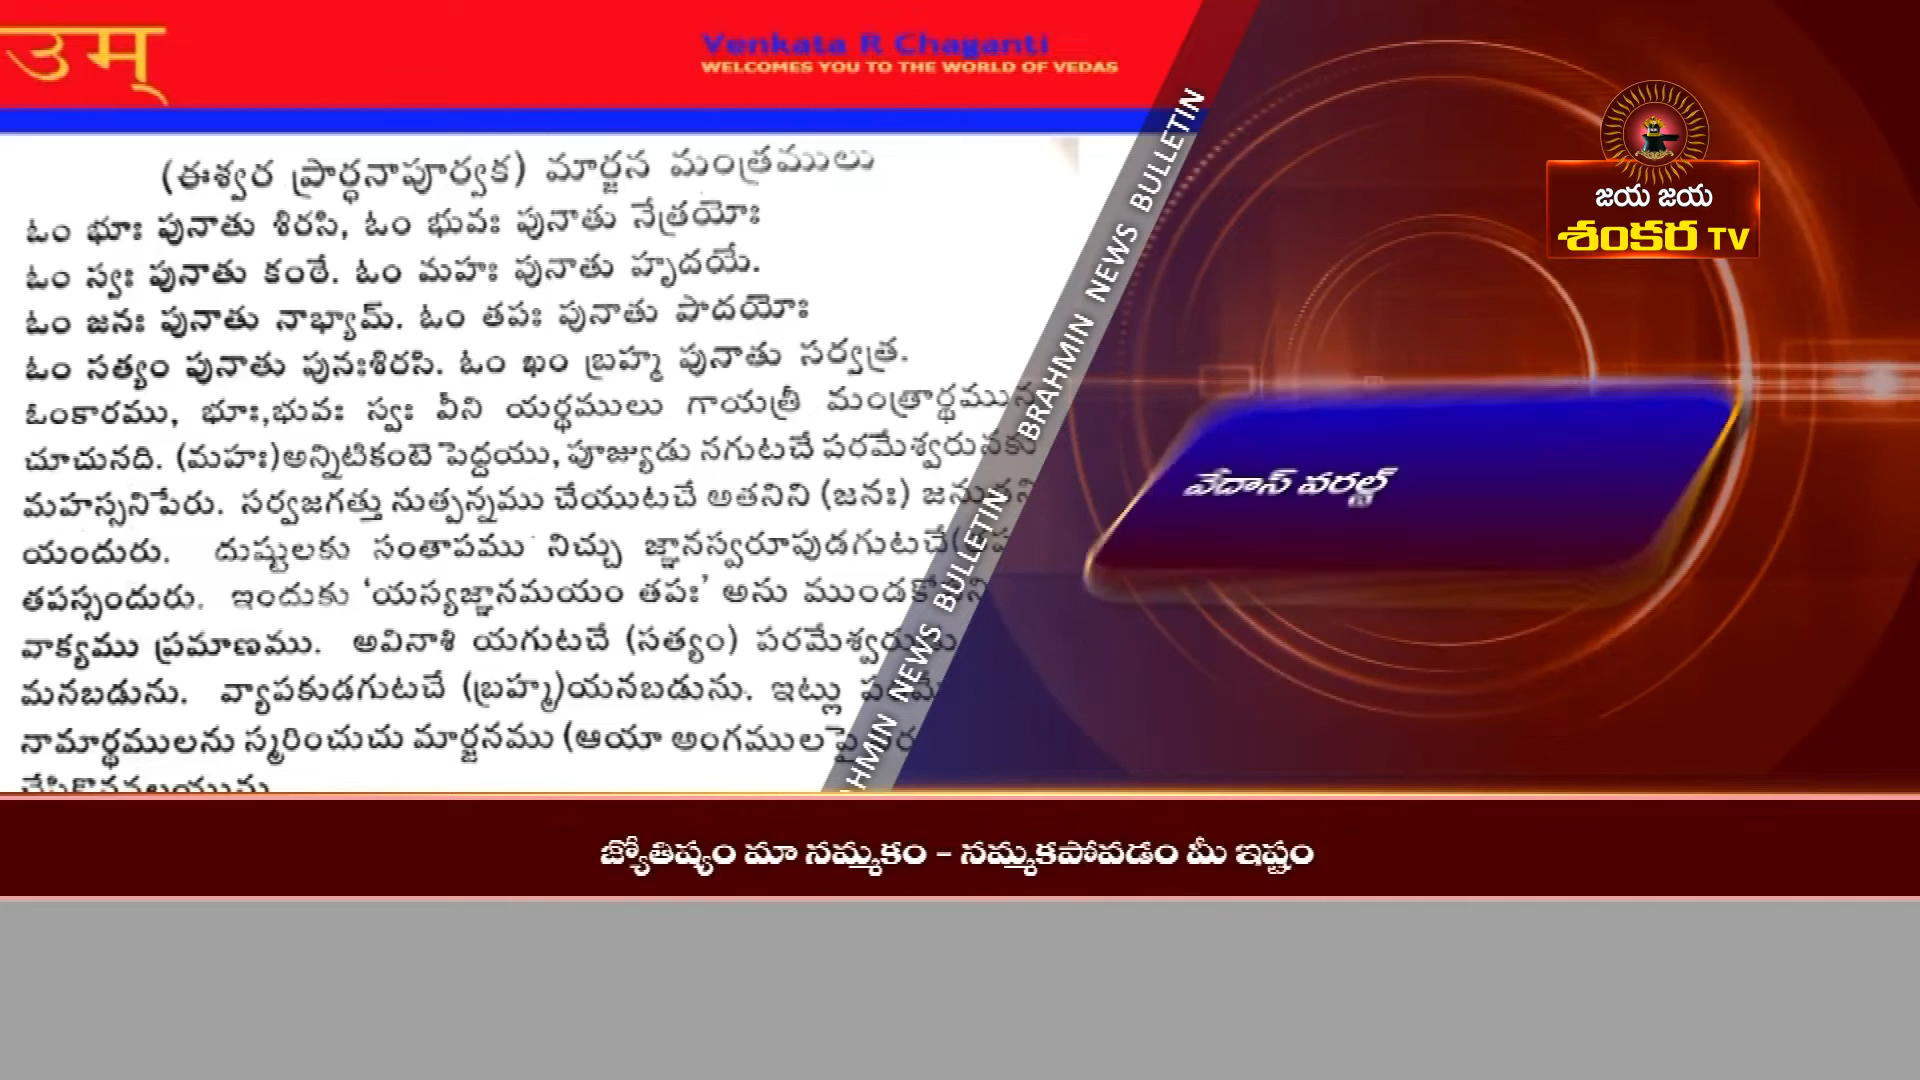 उम्
Venkata R Chaganti
WELCOMES YOU TO THE WORLD OF VEDAS
(ఈశ్వర ప్రార్థనాపూర్వక) మార్జన మంత్రములు
ఓం భూః పునాతు శిరసి, ఓం భువః పునాతు నేత్రయోః
ఓం స్వః పునాతు కంఠే. ఓం మహః పునాతు హృదయే.
ఓం జనః పునాతు నాభ్యామ్. ఓం తపః పునాతు పాదయోః
ఓం సత్యం పునాతు పునఃశిరసి. ఓం ఖం బ్రహ్మ పునాతు సర్వత్ర.
ఓంకారము, భూః,భువః స్వః వీని యర్థములు గాయత్రీ మంత్రార్థమున
చూచునది. (మహః)అన్నిటికంటె పెద్దయు, పూజ్యుడు నగుటచే పరమేశ్వరునకు
మహస్సనిపేరు. సర్వజగత్తు నుత్పన్నము చేయుటచే అతనిని (జనః)
యందురు. దుష్టులకు సంతాపము నిచ్చు జ్ఞానస్వరూపుడగుటచే
తపస్సందురు. ఇందుకు ‘యస్యజ్ఞానమయం తపః’ అను
వాక్యము ప్రమాణము. అవినాశి యగుటచే (సత్యం)
మనబడును. వ్యాపకుడగుటచే (బ్రహ్మ)యనబడును. ఇట్లు
నామార్థములను స్మరించుచు మార్జనము (ఆయా అంగములపై
BRAHMIN NEWS BULLETIN
BRAHMIN NEWS BULLETIN
జయ జయ
శంకర TV
వేదాస్ వరల్డ్
జ్యోతిష్యం మా నమ్మకం - నమ్మకపోవడం మీ ఇష్టం